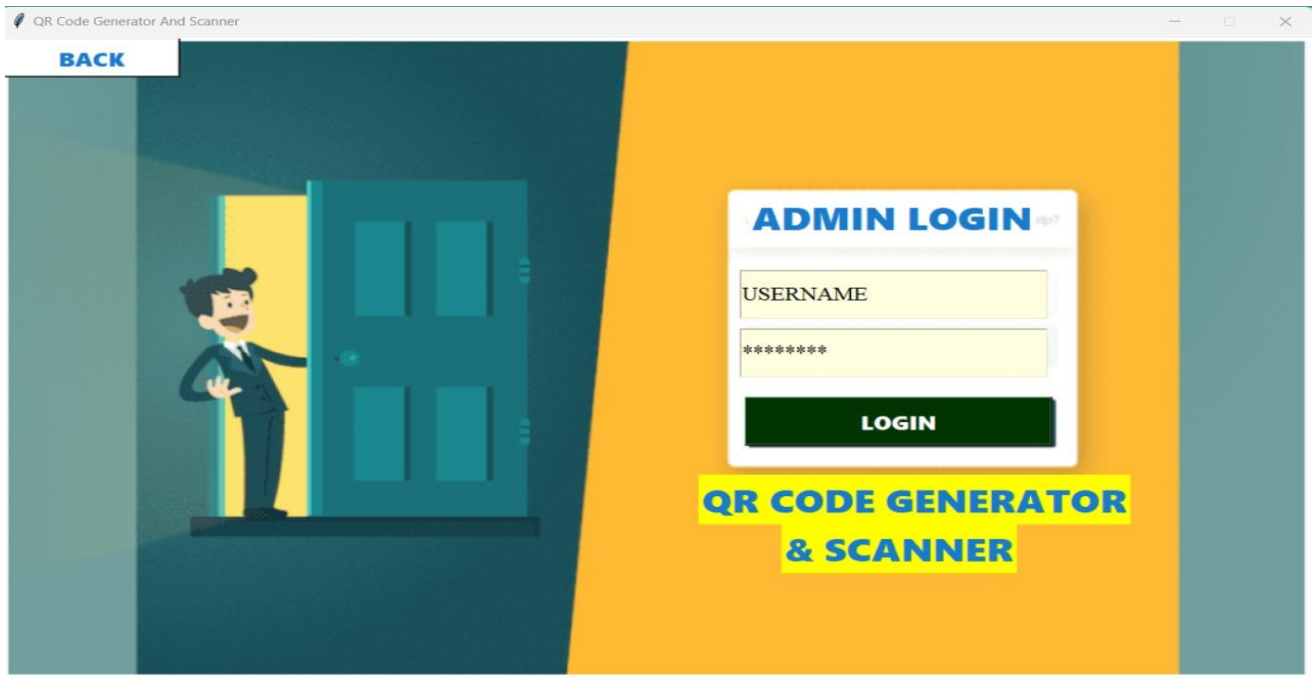 QR Code Generator And Scanner
BACK
ADMIN LOGIN
USERNAME
********
LOGIN
QR CODE GENERATOR
& SCANNER